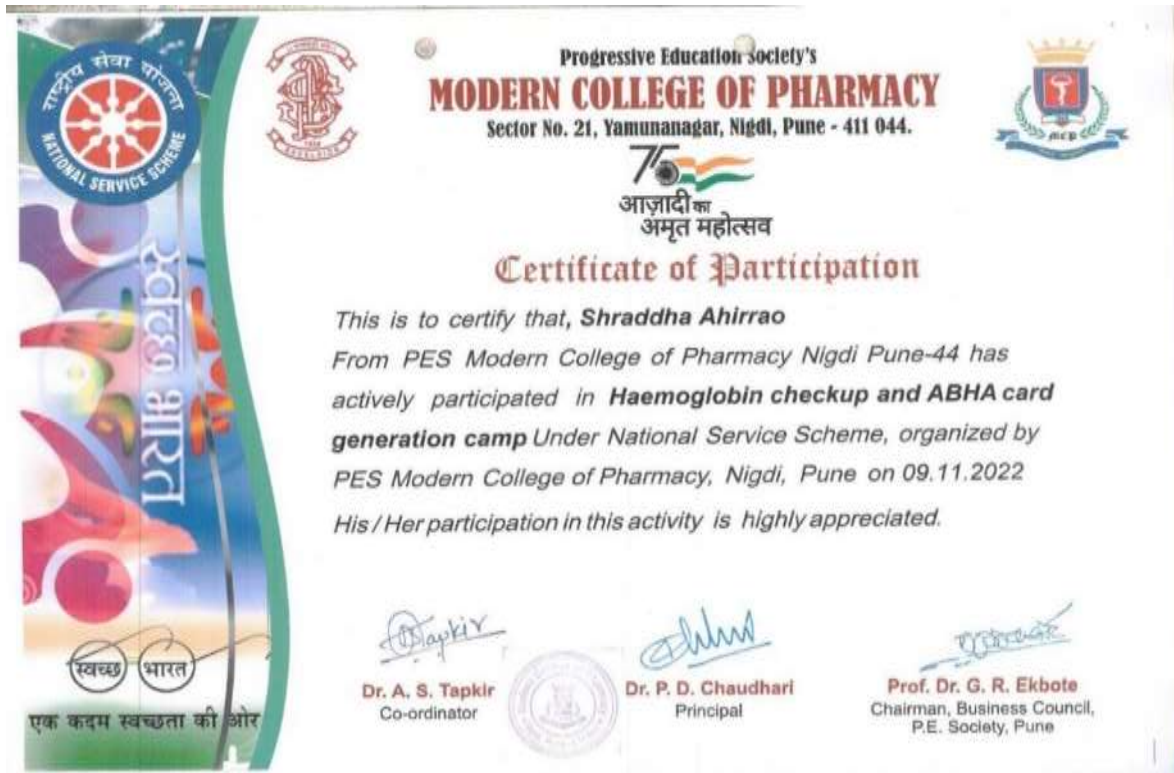 राष्ट्रीय सेवा योजना
NATIONAL SERVICE SCHEME
Progressive Education Society's
MODERN COLLEGE OF PHARMACY
Sector No. 21, Yamunanagar, Nigdi, Pune - 411 044.
mcp
75
आज़ादी का
अमृत महोत्सव
Certificate of Participation
This is to certify that, Shraddha Ahirrao
From PES Modern College of Pharmacy Nigdi Pune-44 has
actively participated in Haemoglobin checkup and ABHA card
generation camp Under National Service Scheme, organized by
PES Modern College of Pharmacy, Nigdi, Pune on 09.11.2022
His / Her participation in this activity is highly appreciated.
स्वच्छ भारत
स्वच्छ भारत
एक कदम स्वच्छता की ओर
Tapkir
Dr. A. S. Tapkir
Co-ordinator
Dr. P. D. Chaudhari
Principal
Prof. Dr. G. R. Ekbote
Chairman, Business Council,
P.E. Society, Pune